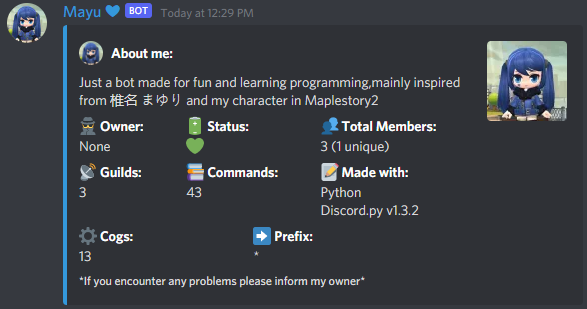 Mayu BOT Today at 12:29 PM
About me:
Just a bot made for fun and learning programming,mainly inspired
from 椎名 まゆり and my character in Maplestory2
Owner: Status: Total Members:
None 3 (1 unique)
Guilds: Commands: Made with:
3 43 Python
Discord.py v1.3.2
Cogs: Prefix:
13 *
*If you encounter any problems please inform my owner*